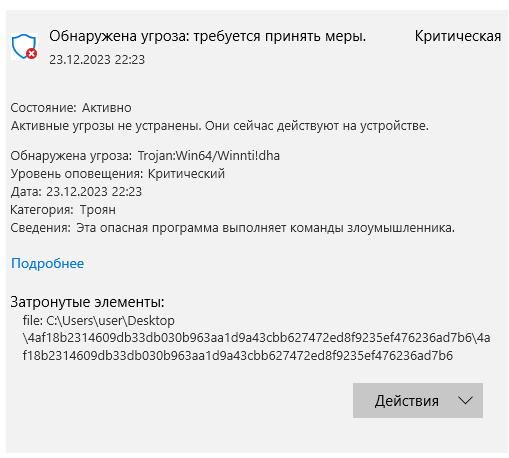 Обнаружена угроза: требуется принять меры. Критическая
23.12.2023 22:23
Состояние: Активно
Активные угрозы не устранены. Они сейчас действуют на устройстве.
Обнаружена угроза: Trojan:Win64/Winnti!dha
Уровень оповещения: Критический
Дата: 23.12.2023 22:23
Категория: Троян
Сведения: Эта опасная программа выполняет команды злоумышленника.
Подробнее
Затронутые элементы:
file: C:\Users\user\Desktop
\4af18b2314609db33db030b963aa1d9a43cbb627472ed8f9235ef476236ad7b6\4a
f18b2314609db33db030b963aa1d9a43cbb627472ed8f9235ef476236ad7b6
Действия